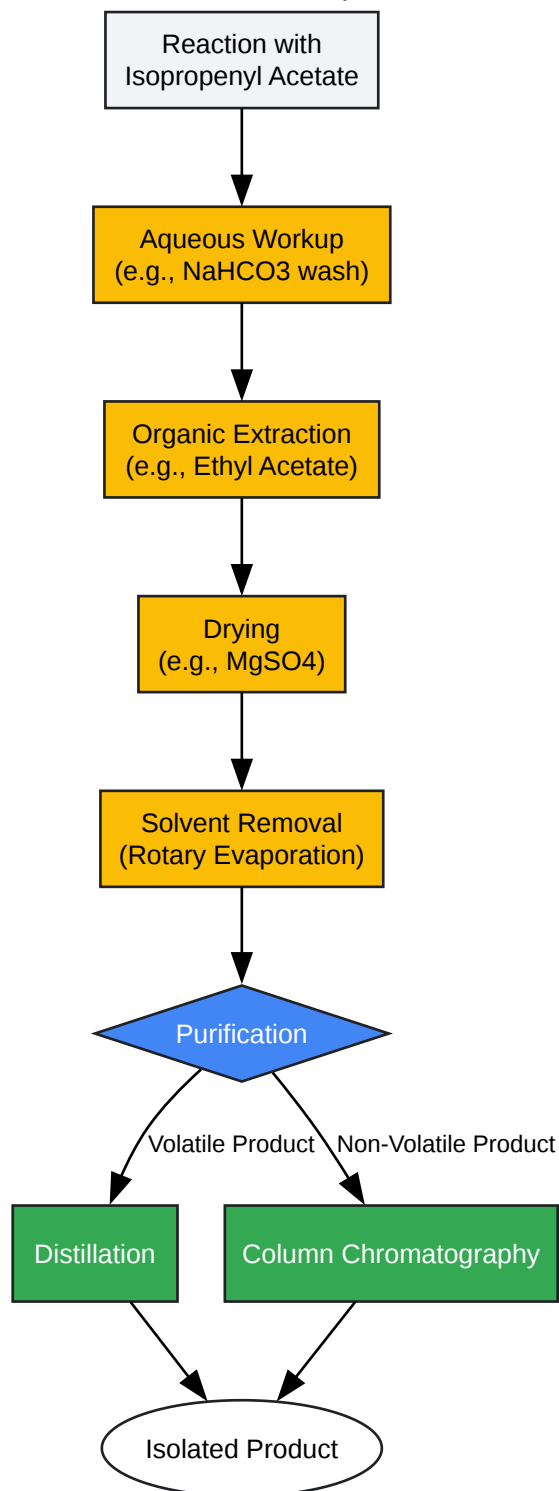 Reaction with
Isopropenyl Acetate
Aqueous Workup
(e.g., NaHCO3 wash)
Organic Extraction
(e.g., Ethyl Acetate)
Drying
(e.g., MgSO4)
Solvent Removal
(Rotary Evaporation)
Purification
Volatile Product
Non-Volatile Product
Distillation
Column Chromatography
Isolated Product